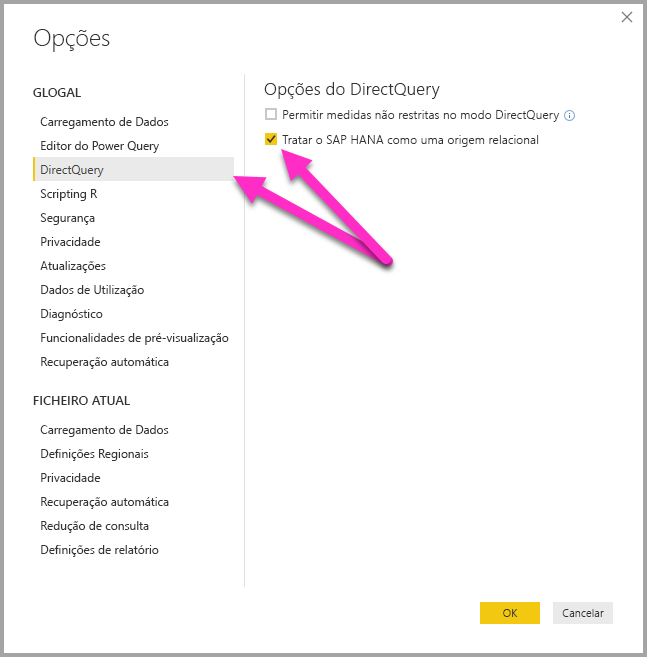 Opções
GLOGAL
Carregamento de Dados
Editor do Power Query
DirectQuery
Scripting R
Segurança
Privacidade
Atualizações
Dados de Utilização
Diagnóstico
Funcionalidades de pré-visualização
Recuperação automática
FICHEIRO ATUAL
Carregamento de Dados
Definições Regionais
Privacidade
Recuperação automática
Redução de consulta
Definições de relatório
Opções do DirectQuery
Permitir medidas não restritas no modo DirectQuery
Tratar o SAP HANA como uma origem relacional
OK
Cancelar